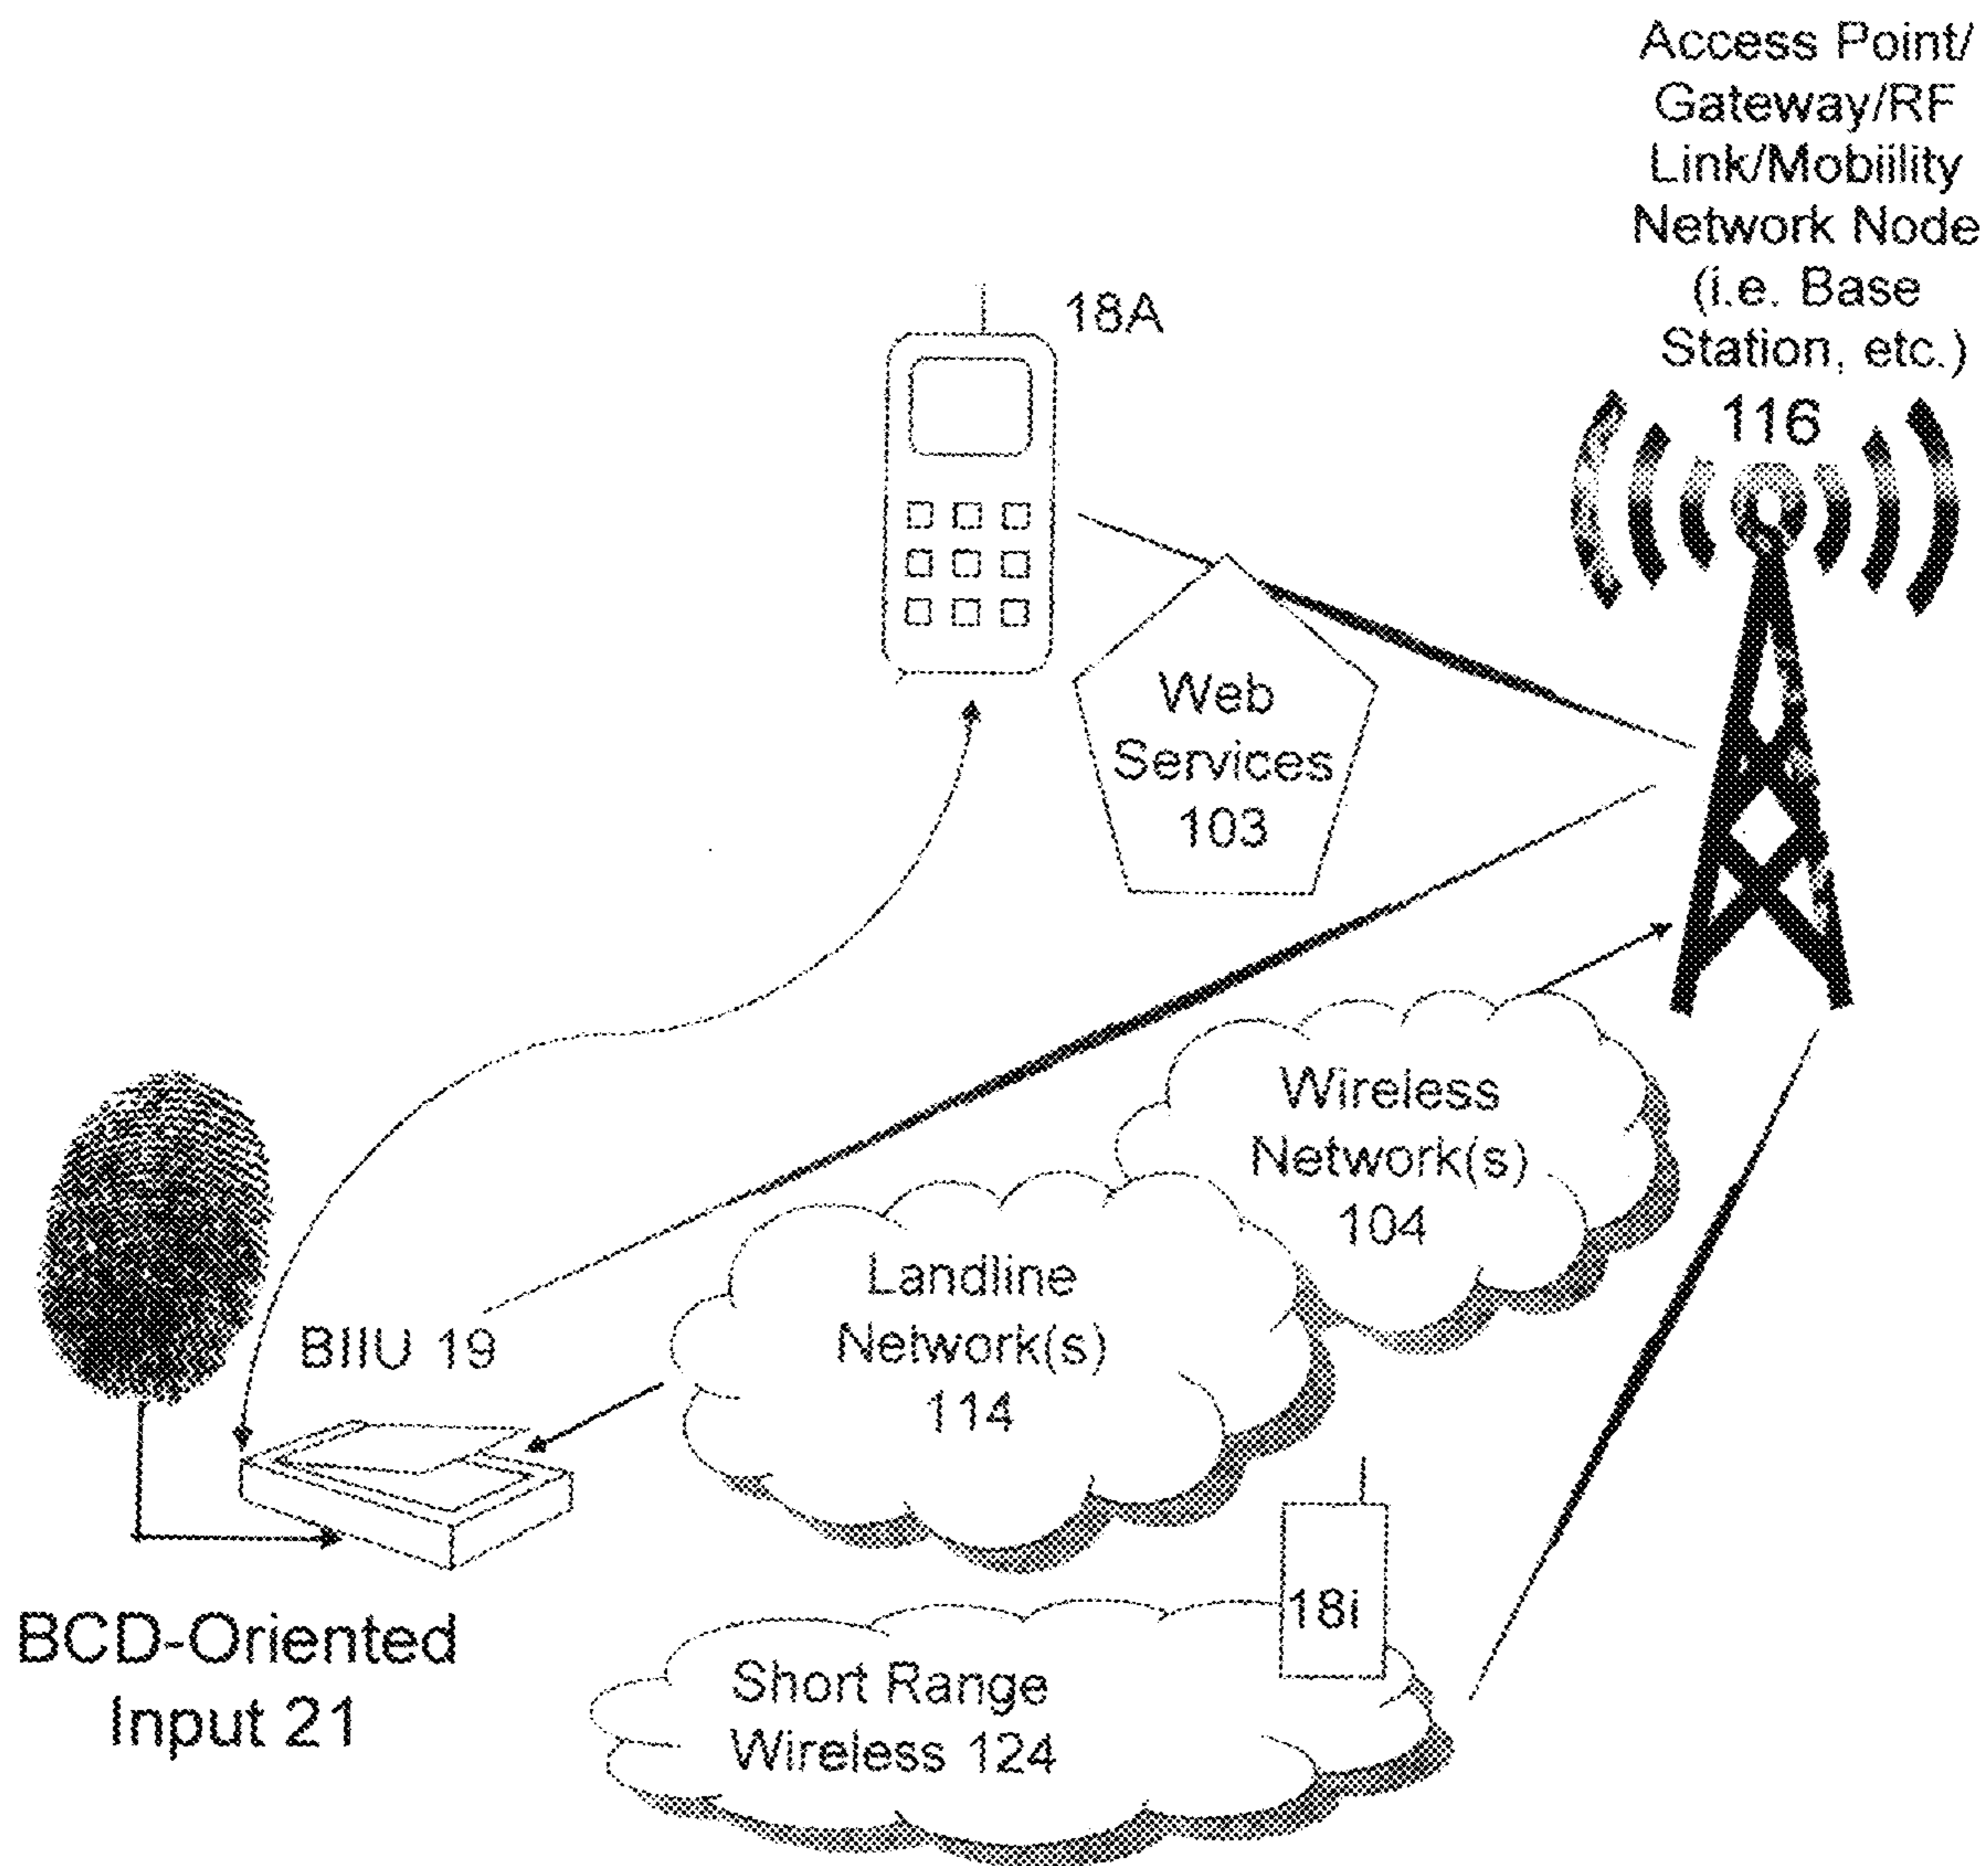 Access Point/
Gateway/RF
Link/Mobiility
Network Node
(i.e. Base
Station, etc.)
116
18A
Web
Services
103
Wireless
Network(s)
104
Landline
Network(s)
114
BIIU 19
18i
BCD-Oriented
Input 21
Short Range
Wireless 124